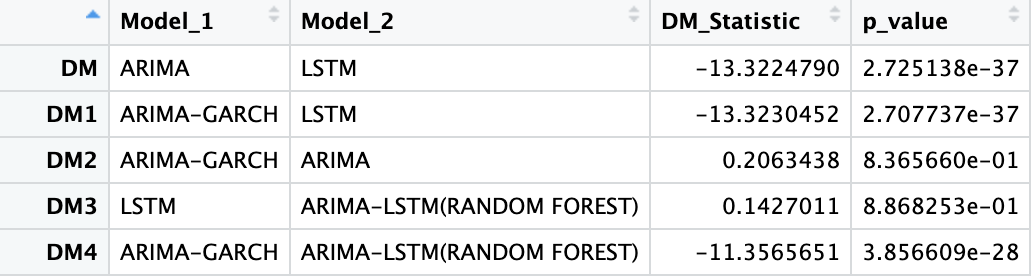 Model_1 Model_2 DM_Statistic p_value
DM ARIMA LSTM -13.3224790 2.725138e-37
DM1 ARIMA-GARCH LSTM -13.3230452 2.707737e-37
DM2 ARIMA-GARCH ARIMA 0.2063438 8.365660e-01
DM3 LSTM ARIMA-LSTM(RANDOM FOREST) 0.1427011 8.868253e-01
DM4 ARIMA-GARCH ARIMA-LSTM(RANDOM FOREST) -11.3565651 3.856609e-28